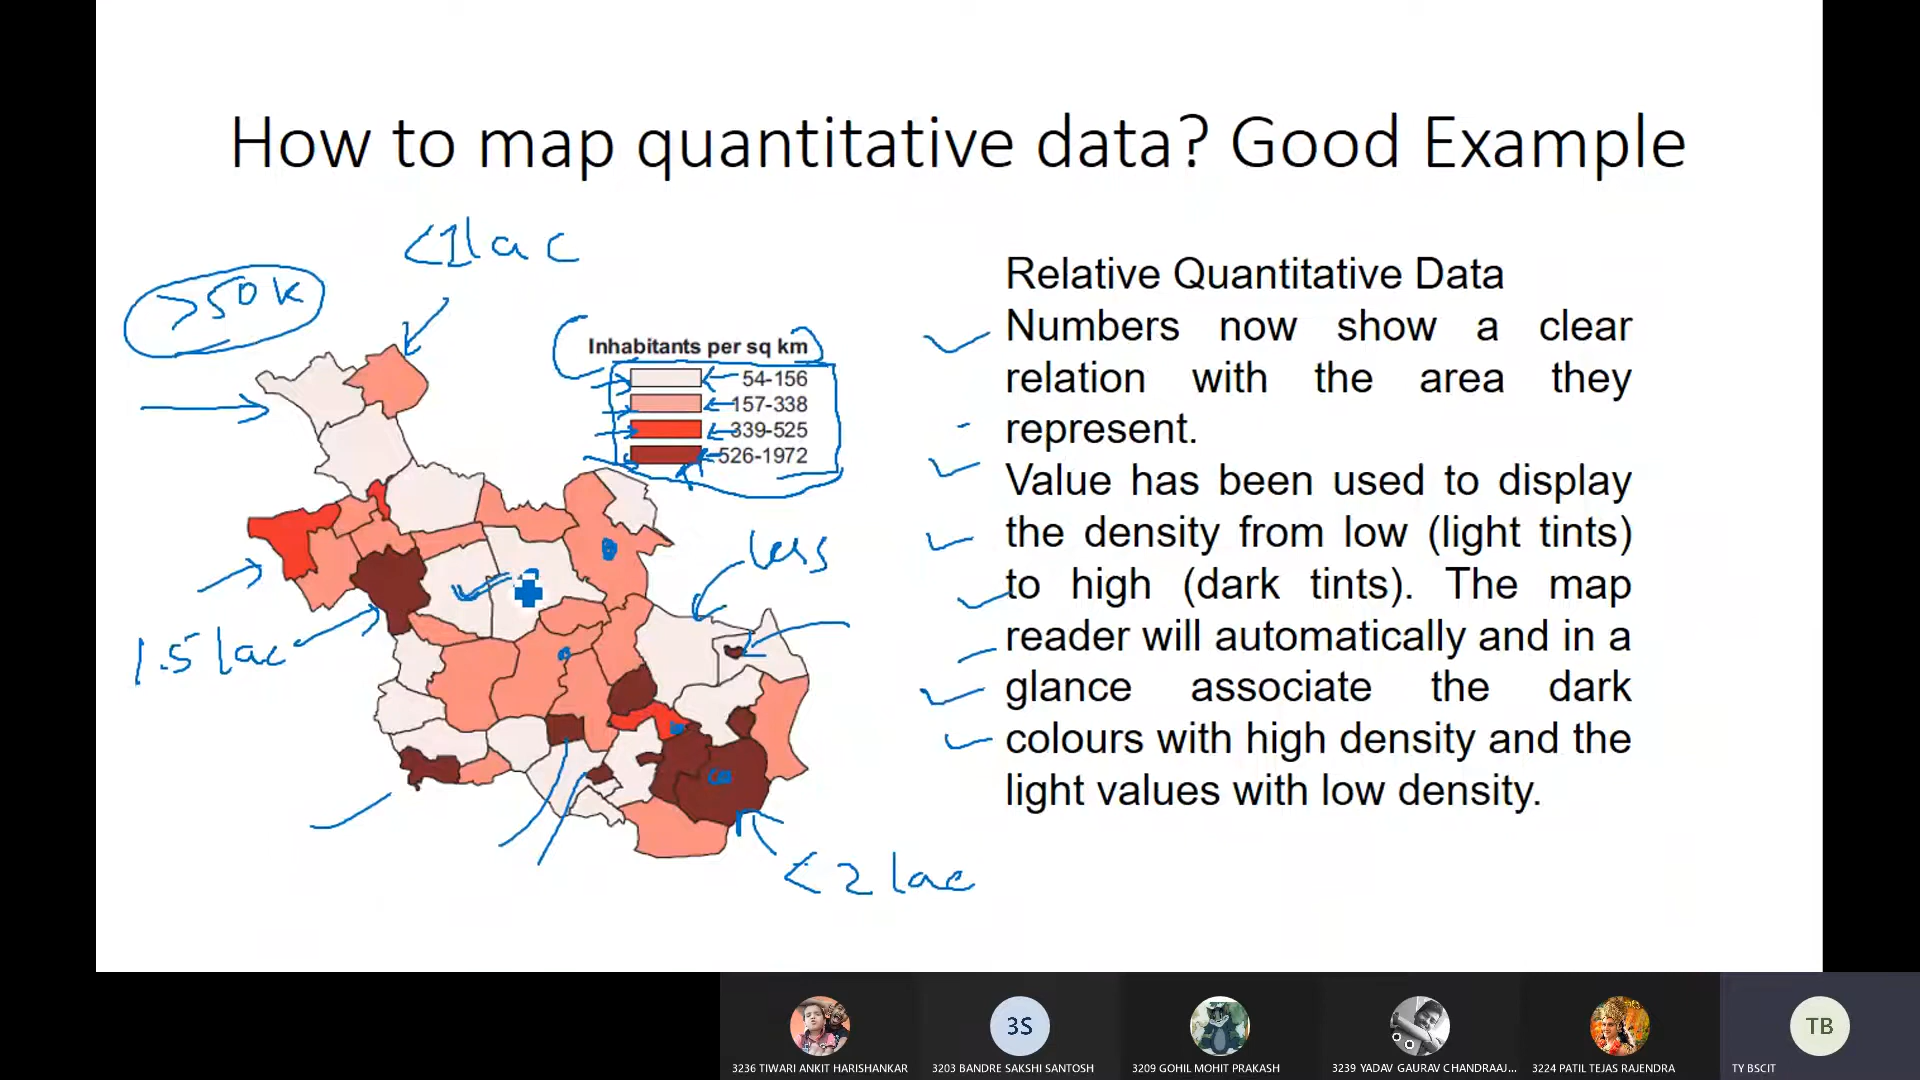 How to map quantitative data? Good Example
<1lac
>50K
Inhabitants per sq km
54-156
157-338
339-525
526-1972
less
1.5 lac
<2 lac
Relative Quantitative Data
Numbers now show a clear
relation with the area they
represent.
Value has been used to display
the density from low (light tints)
to high (dark tints). The map
reader will automatically and in a
glance associate the dark
colours with high density and the
light values with low density.
3236 TIWARI ANKIT HARISHANKAR
3S
3203 BANDRE SAKSHI SANTOSH
3209 GOHIL MOHIT PRAKASH
3239 YADAV GAURAV CHANDRAAJ...
3224 PATIL TEJAS RAJENDRA
TB
TY BSCIT